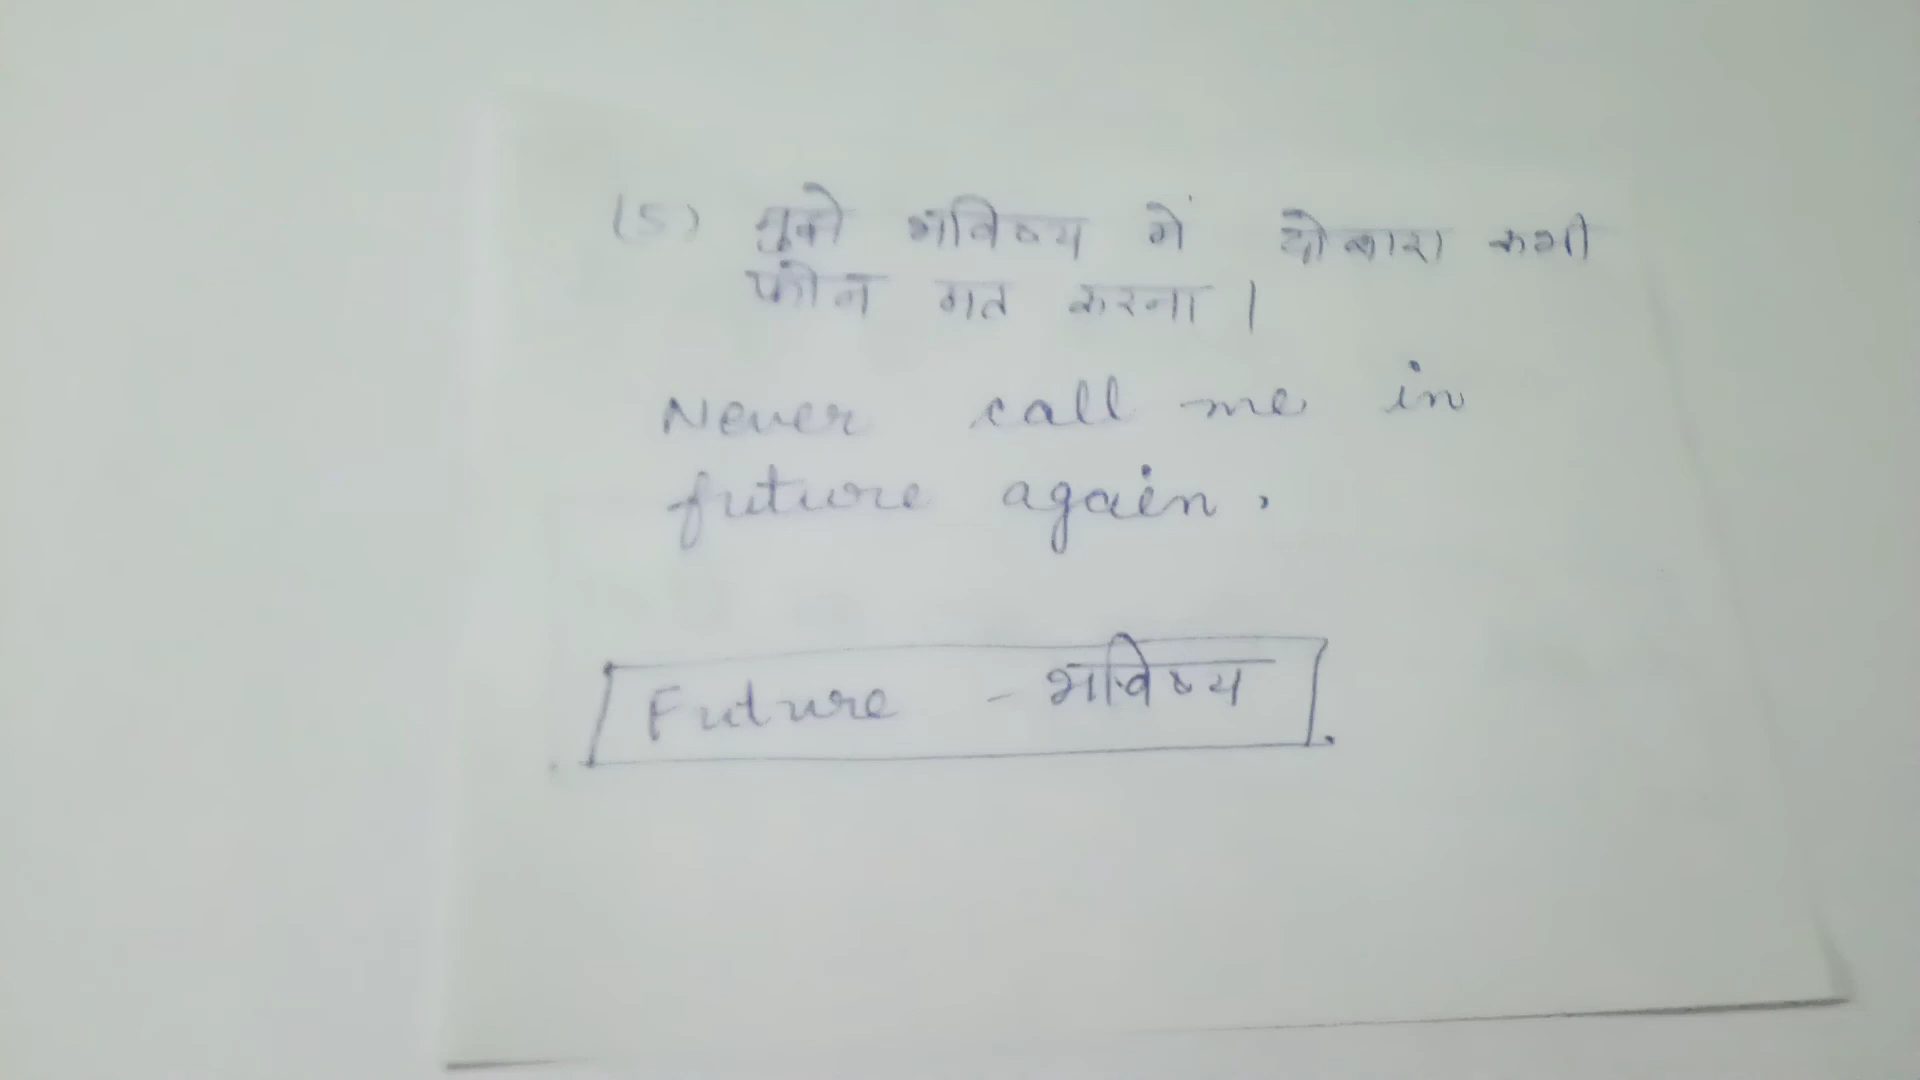 (5) मुझे भविष्य में दोबारा कभी
फोन मत करना ।
Never call me in
future again.
Future - भविष्य